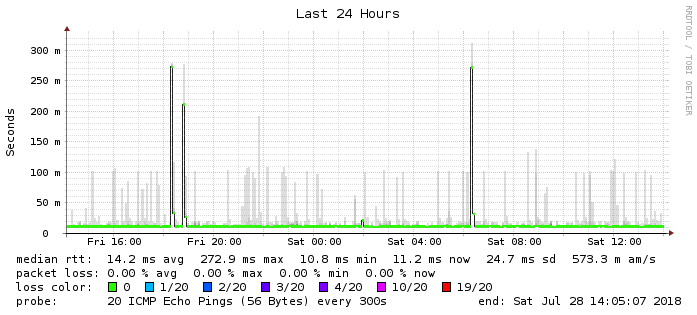 Last 24 Hours
RRDTOOL / TOBI OETIKER
Seconds
300 m
250 m
200 m
150 m
100 m
50 m
0
Fri 16:00 Fri 20:00 Sat 00:00 Sat 04:00 Sat 08:00 Sat 12:00
median rtt: 14.2 ms avg 272.9 ms max 10.8 ms min 11.2 ms now 24.7 ms sd 573.3 m am/s
packet loss: 0.00 % avg 0.00 % max 0.00 % min 0.00 % now
loss color: 0 1/20 2/20 3/20 4/20 10/20 19/20
probe: 20 ICMP Echo Pings (56 Bytes) every 300s end: Sat Jul 28 14:05:07 2018